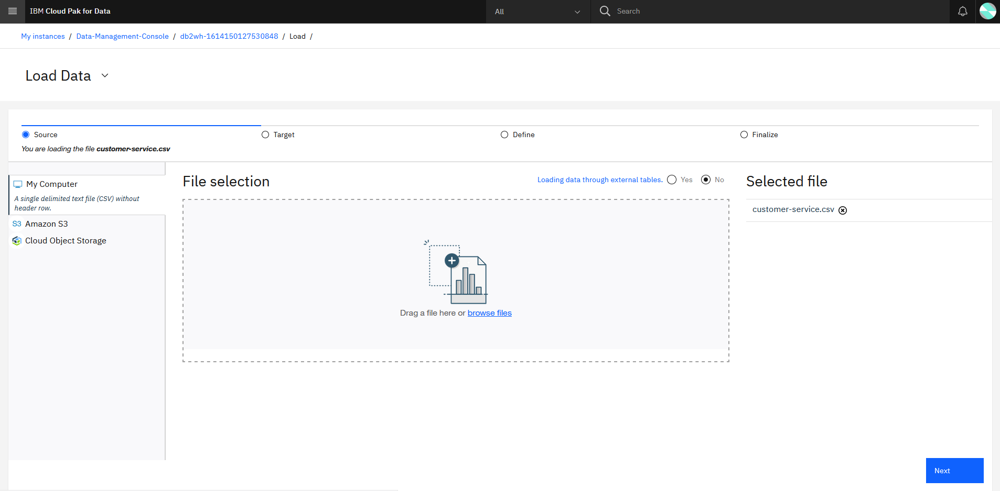 IBM Cloud Pak for Data
All
Search
My instances / Data-Management-Console / db2wh-1614150127530848 / Load /
Load Data
Source
Target
Define
Finalize
You are loading the file customer-service.csv
My Computer
A single delimited text file (CSV) without
header row.
S3 Amazon S3
Cloud Object Storage
File selection
Loading data through external tables. Yes No
Drag a file here or browse files
Selected file
customer-service.csv
Next